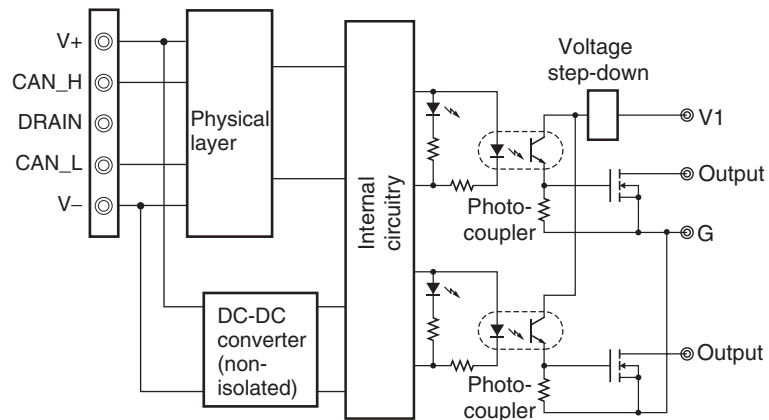 V+
CAN_H
DRAIN
CAN_L
V–
Physical
layer
DC-DC
converter
(non-
isolated)
Internal
circuitry
Voltage
step-down
V1
Output
Photo-
coupler
G
Output
Photo-
coupler